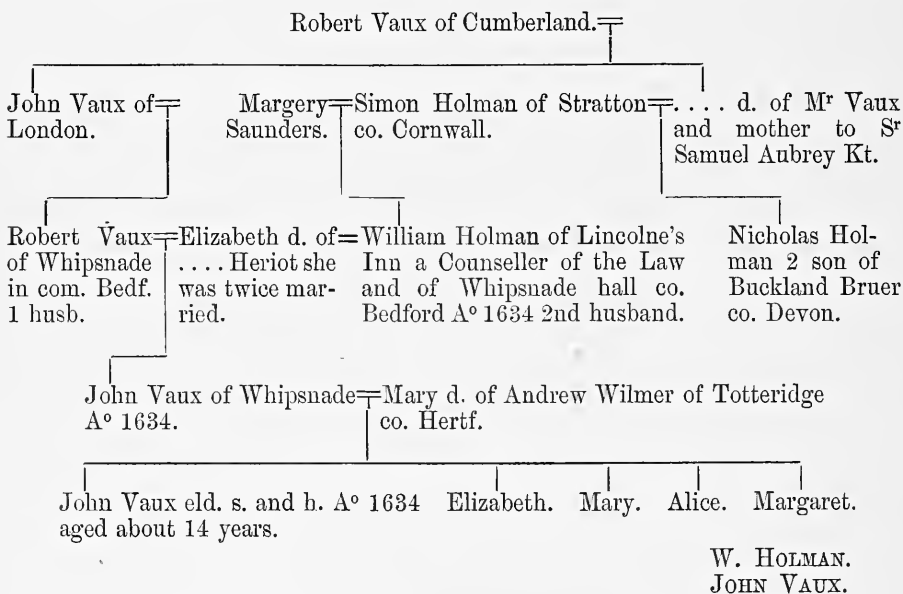 Robert Vaux of Cumberland.
John Vaux of
London.
Margery
Saunders.
Simon Holman of Stratton
co. Cornwall.
. . . . d. of Mr Vaux
and mother to Sr
Samuel Aubrey Kt.
Robert Vaux
of Whipsnade
in com. Bedf.
1 husb.
Elizabeth d. of
. . . . Heriot she
was twice mar-
ried.
William Holman of Lincolne's
Inn a Counseller of the Law
and of Whipsnade hall co.
Bedford Ao 1634 2nd husband.
Nicholas Hol-
man 2 son of
Buckland Bruer
co. Devon.
John Vaux of Whipsnade
Ao 1634.
Mary d. of Andrew Wilmer of Totteridge
co. Hertf.
John Vaux eld. s. and h. Ao 1634
aged about 14 years.
Elizabeth.
Mary.
Alice.
Margaret.
W. HOLMAN.
JOHN VAUX.